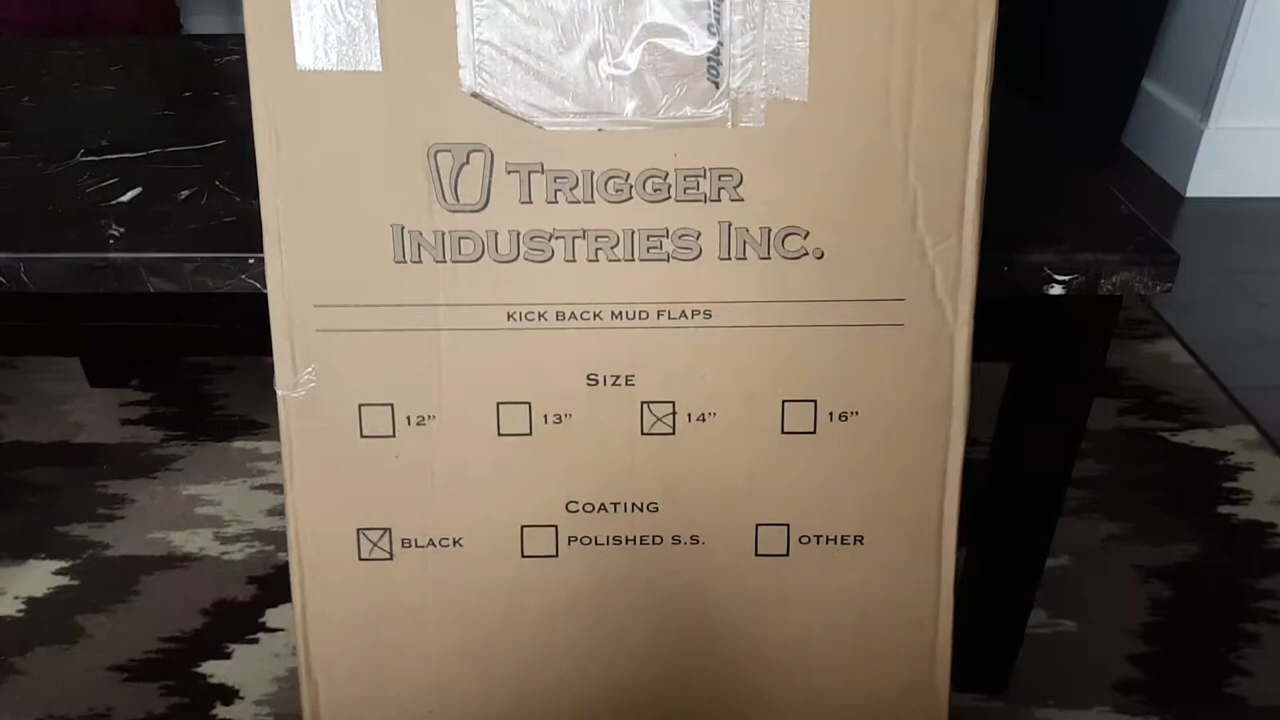 TRIGGER
INDUSTRIES INC.
KICK BACK MUD FLAPS
SIZE
12” 13” 14” 16”
COATING
BLACK POLISHED S.S. OTHER